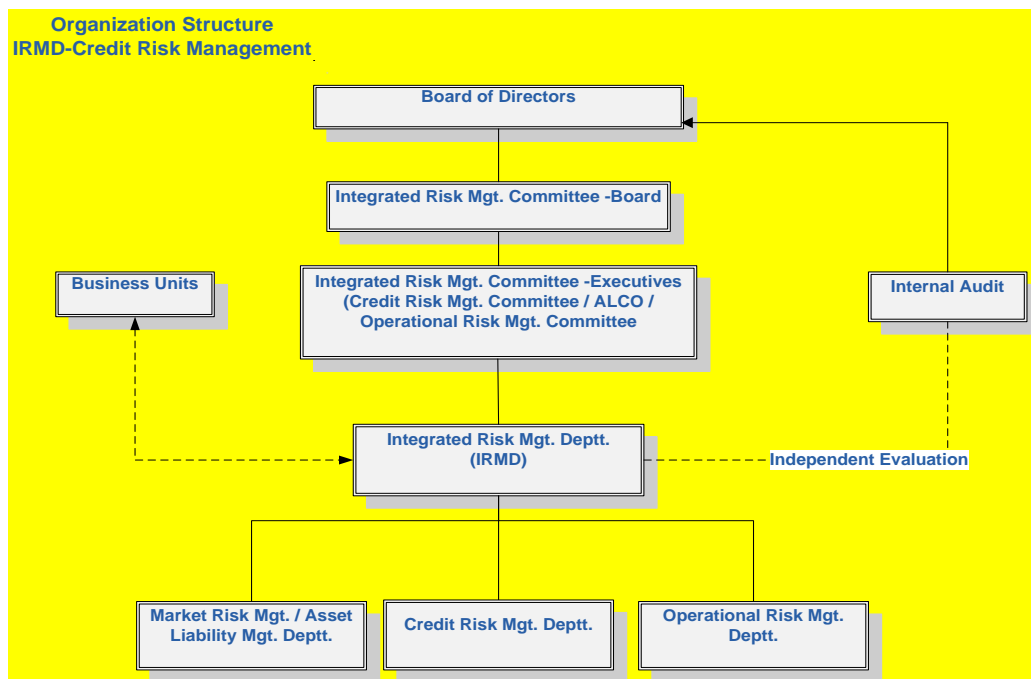 Organization Structure
IRMD-Credit Risk Management
Board of Directors
Integrated Risk Mgt. Committee -Board
Business Units
Integrated Risk Mgt. Committee -Executives
(Credit Risk Mgt. Committee / ALCO /
Operational Risk Mgt. Committee
Internal Audit
Integrated Risk Mgt. Deptt.
(IRMD)
Independent Evaluation
Market Risk Mgt. / Asset
Liability Mgt. Deptt.
Credit Risk Mgt. Deptt.
Operational Risk Mgt.
Deptt.